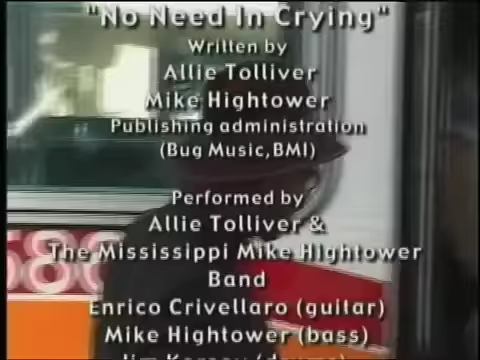 "No Need In Crying"
Written by
Allie Tolliver
Mike Hightower
Publishing administration
(Bug Music,BMI)
Performed by
Allie Tolliver &
The Mississippi Mike Hightower
Band
Enrico Crivellaro (guitar)
Mike Hightower (bass)